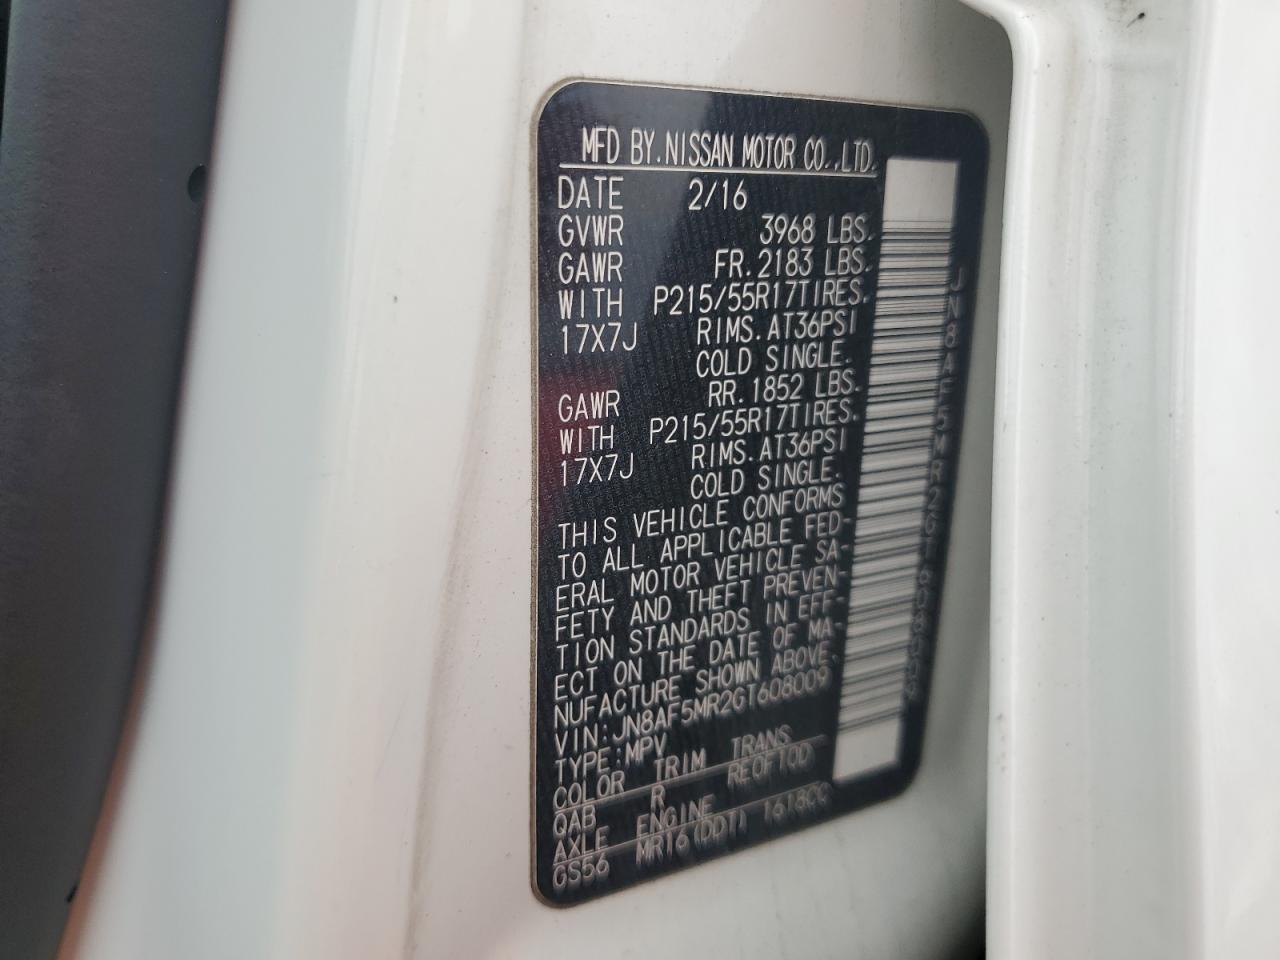 MFD BY.NISSAN MOTOR CO.,LTD.
DATE 2/16
GVWR 3968 LBS.
GAWR FR.2183 LBS.
WITH P215/55R17TIRES.
17X7J RIMS.AT36PSI
COLD SINGLE.
GAWR RR.1852 LBS.
WITH P215/55R17TIRES.
17X7J RIMS.AT36PSI
COLD SINGLE.
THIS VEHICLE CONFORMS
TO ALL APPLICABLE FED-
ERAL MOTOR VEHICLE SA-
FETY AND THEFT PREVEN-
TION STANDARDS IN EFF-
ECT ON THE DATE OF MA-
NUFACTURE SHOWN ABOVE.
VIN:JN8AF5MR2GT608009
TYPE:MPV
COLOR TRIM TRANS
QAB R RE0F10D
AXLE ENGINE
GS56 MR16(DDT) 1618CC
JN8AF5MR2GT608009